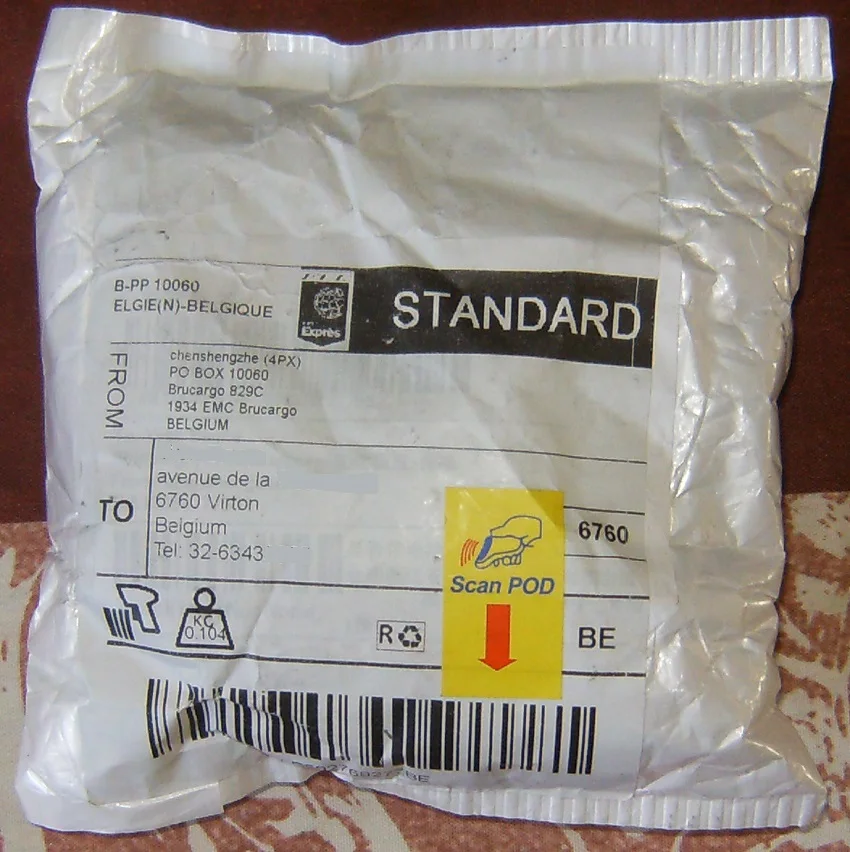 B-PP 10060
ELGIE(N)-BELGIQUE
Exprès
STANDARD
FROM
chenshengzhe (4PX)
PO BOX 10060
Brucargo 829C
1934 EMC Brucargo
BELGIUM
TO
avenue de la
6760 Virton
Belgium
Tel: 32-6343
6760
Scan POD
KG
0.104
R
BE